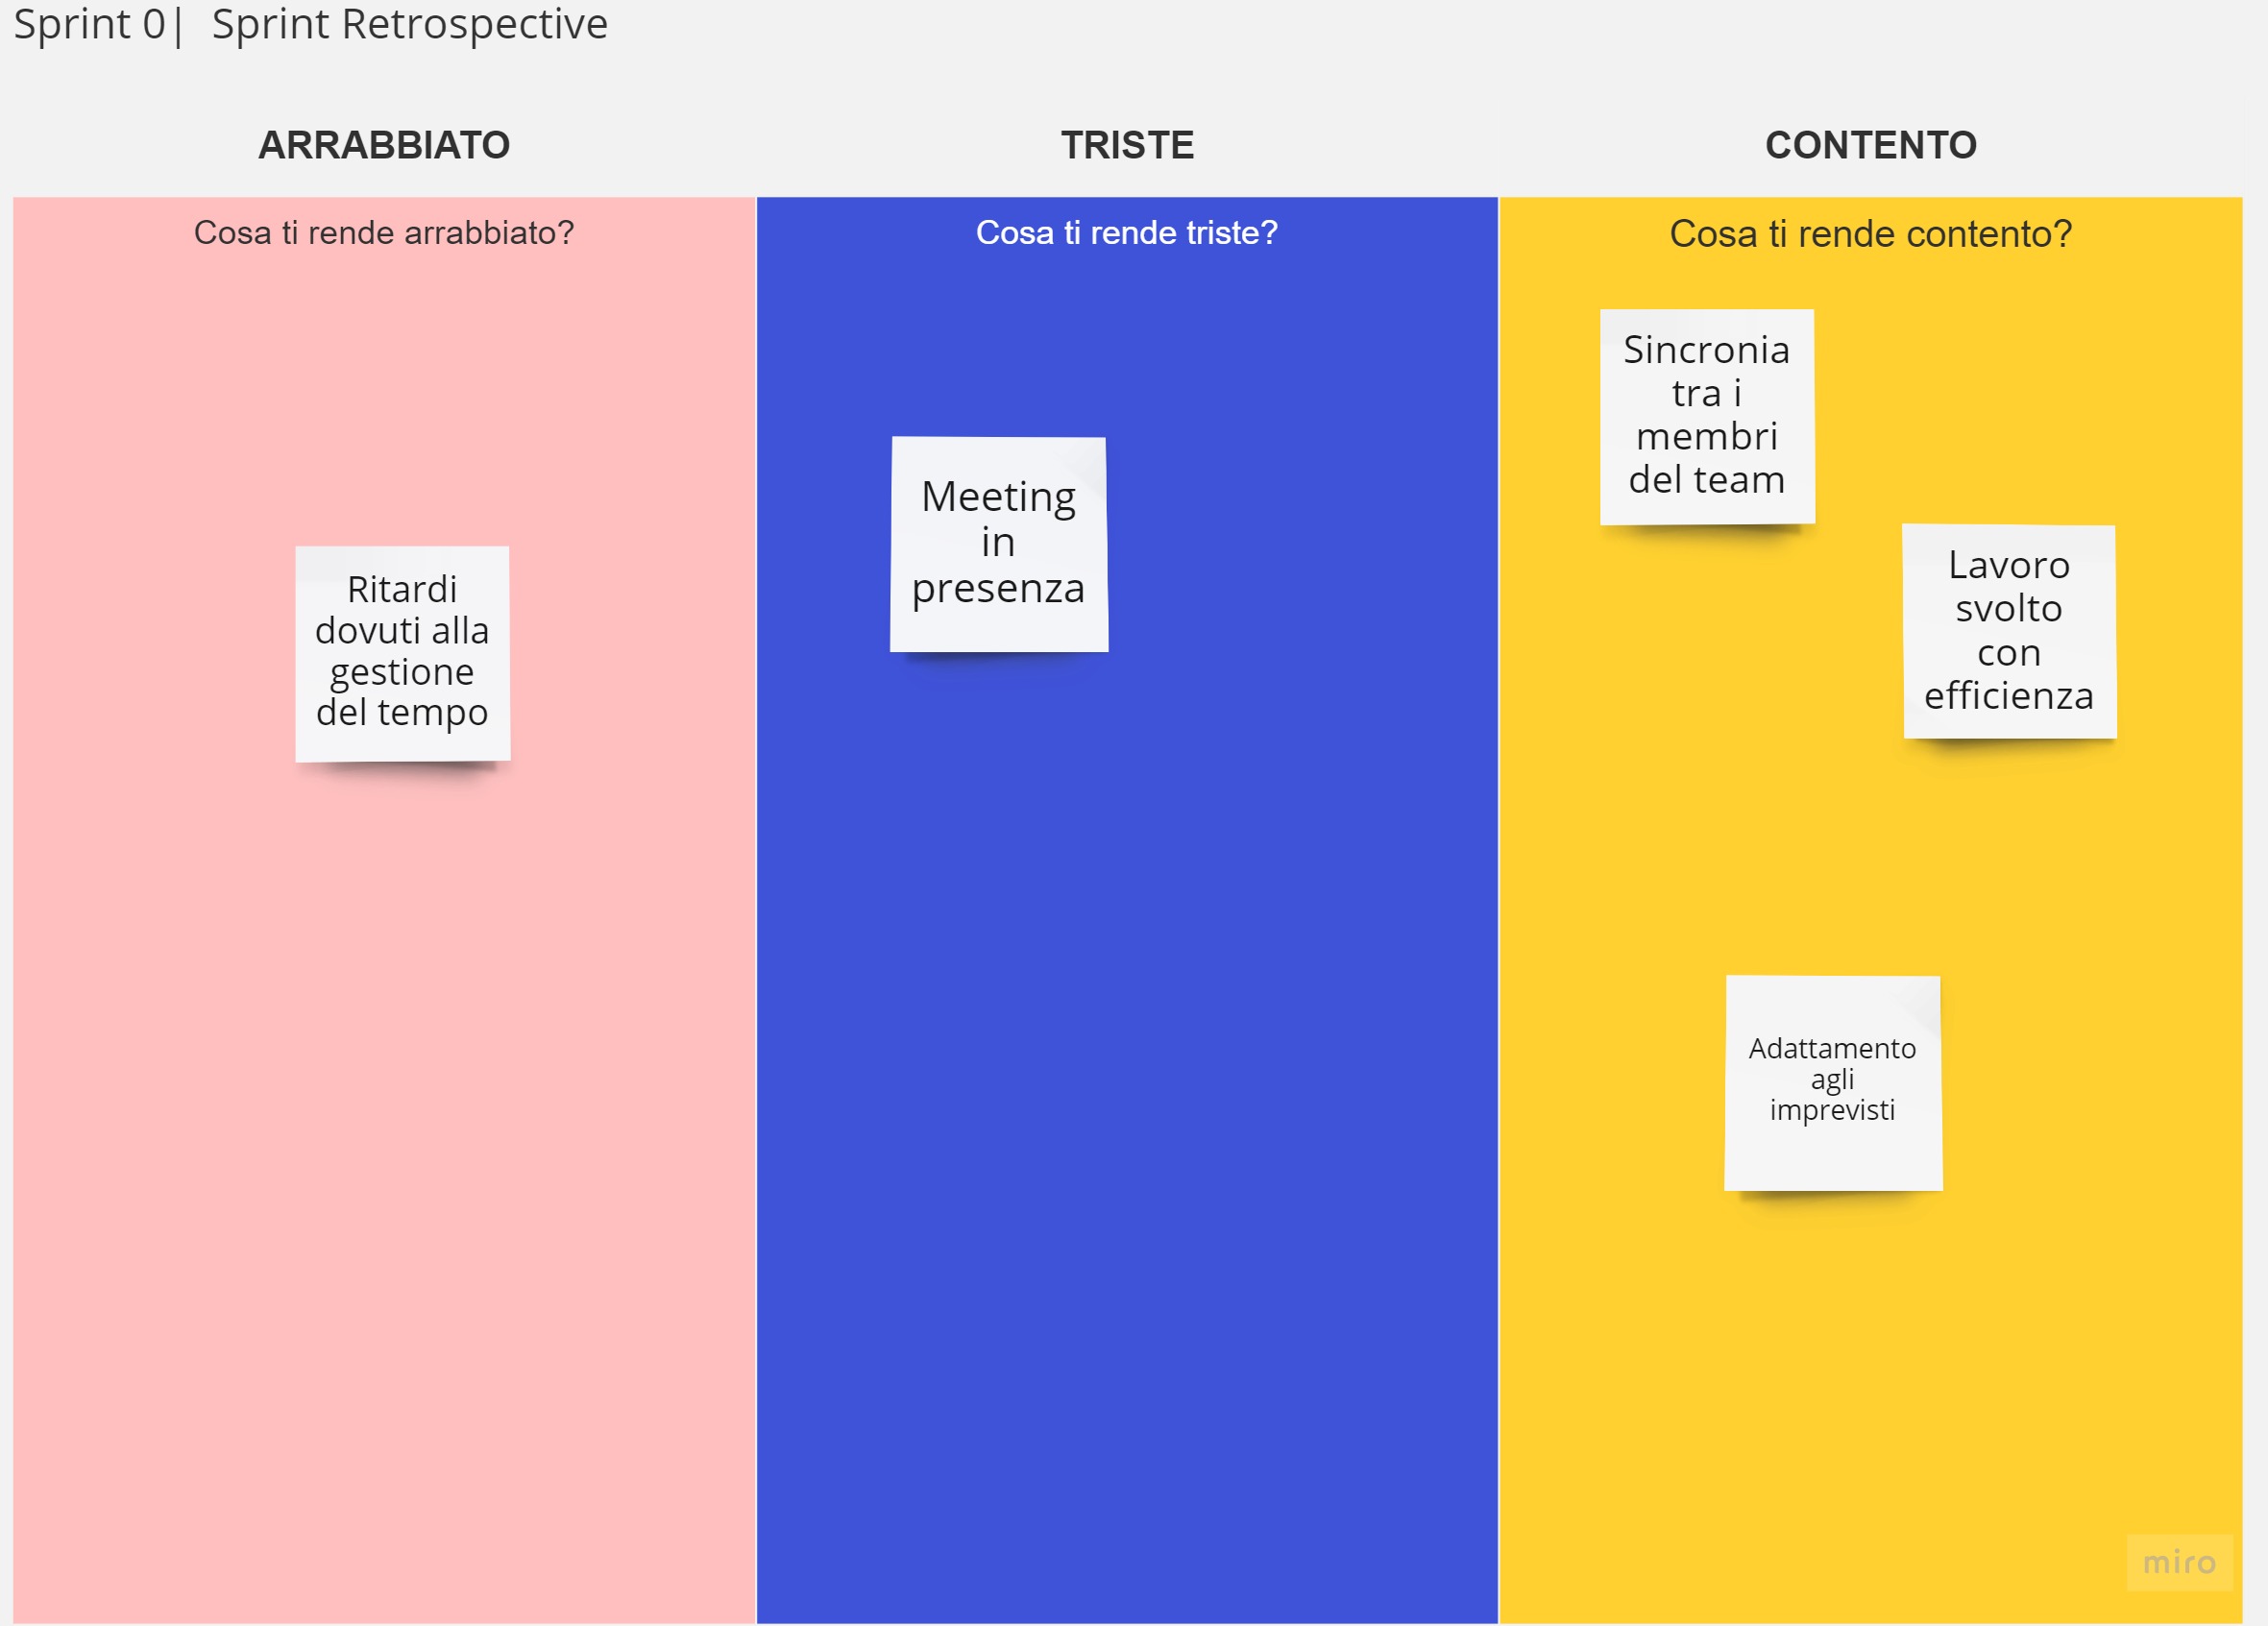 Sprint 0|  Sprint Retrospective
ARRABBIATO
Cosa ti rende arrabbiato?
Ritardi
dovuti alla
gestione
del tempo
TRISTE
Cosa ti rende triste?
Meeting
in
presenza
CONTENTO
Cosa ti rende contento?
Sincronia
tra i
membri
del team
Lavoro
svolto
con
efficienza
Adattamento
agli
imprevisti
miro